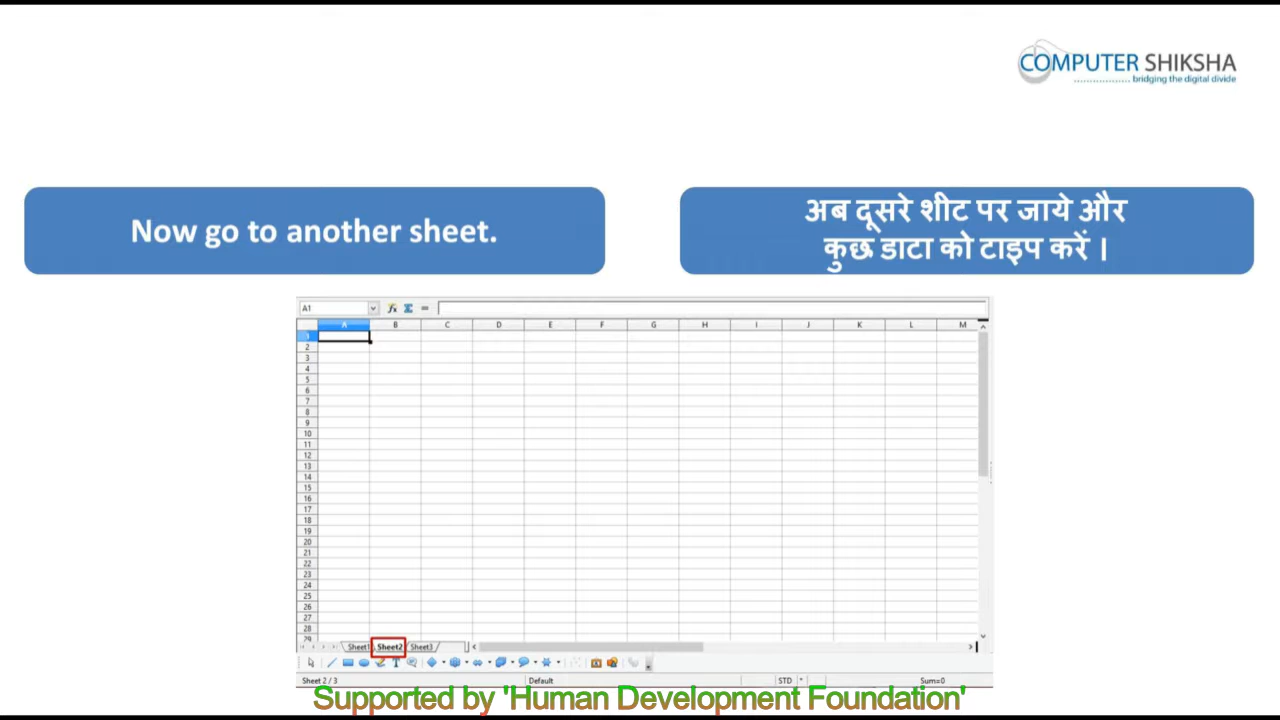 COMPUTER SHIKSHA
bridging the digital divide
Now go to another sheet.
अब दूसरे शीट पर जाये और
कुछ डाटा को टाइप करें ।
A1
A B C D E F G H I J K L M
1
2
3
4
5
6
7
8
9
10
11
12
13
14
15
16
17
18
19
20
21
22
23
24
25
26
27
28
29
Sheet1 Sheet2 Sheet3
Sheet 2 / 3 Default STD * Sum=0
Supported by 'Human Development Foundation'